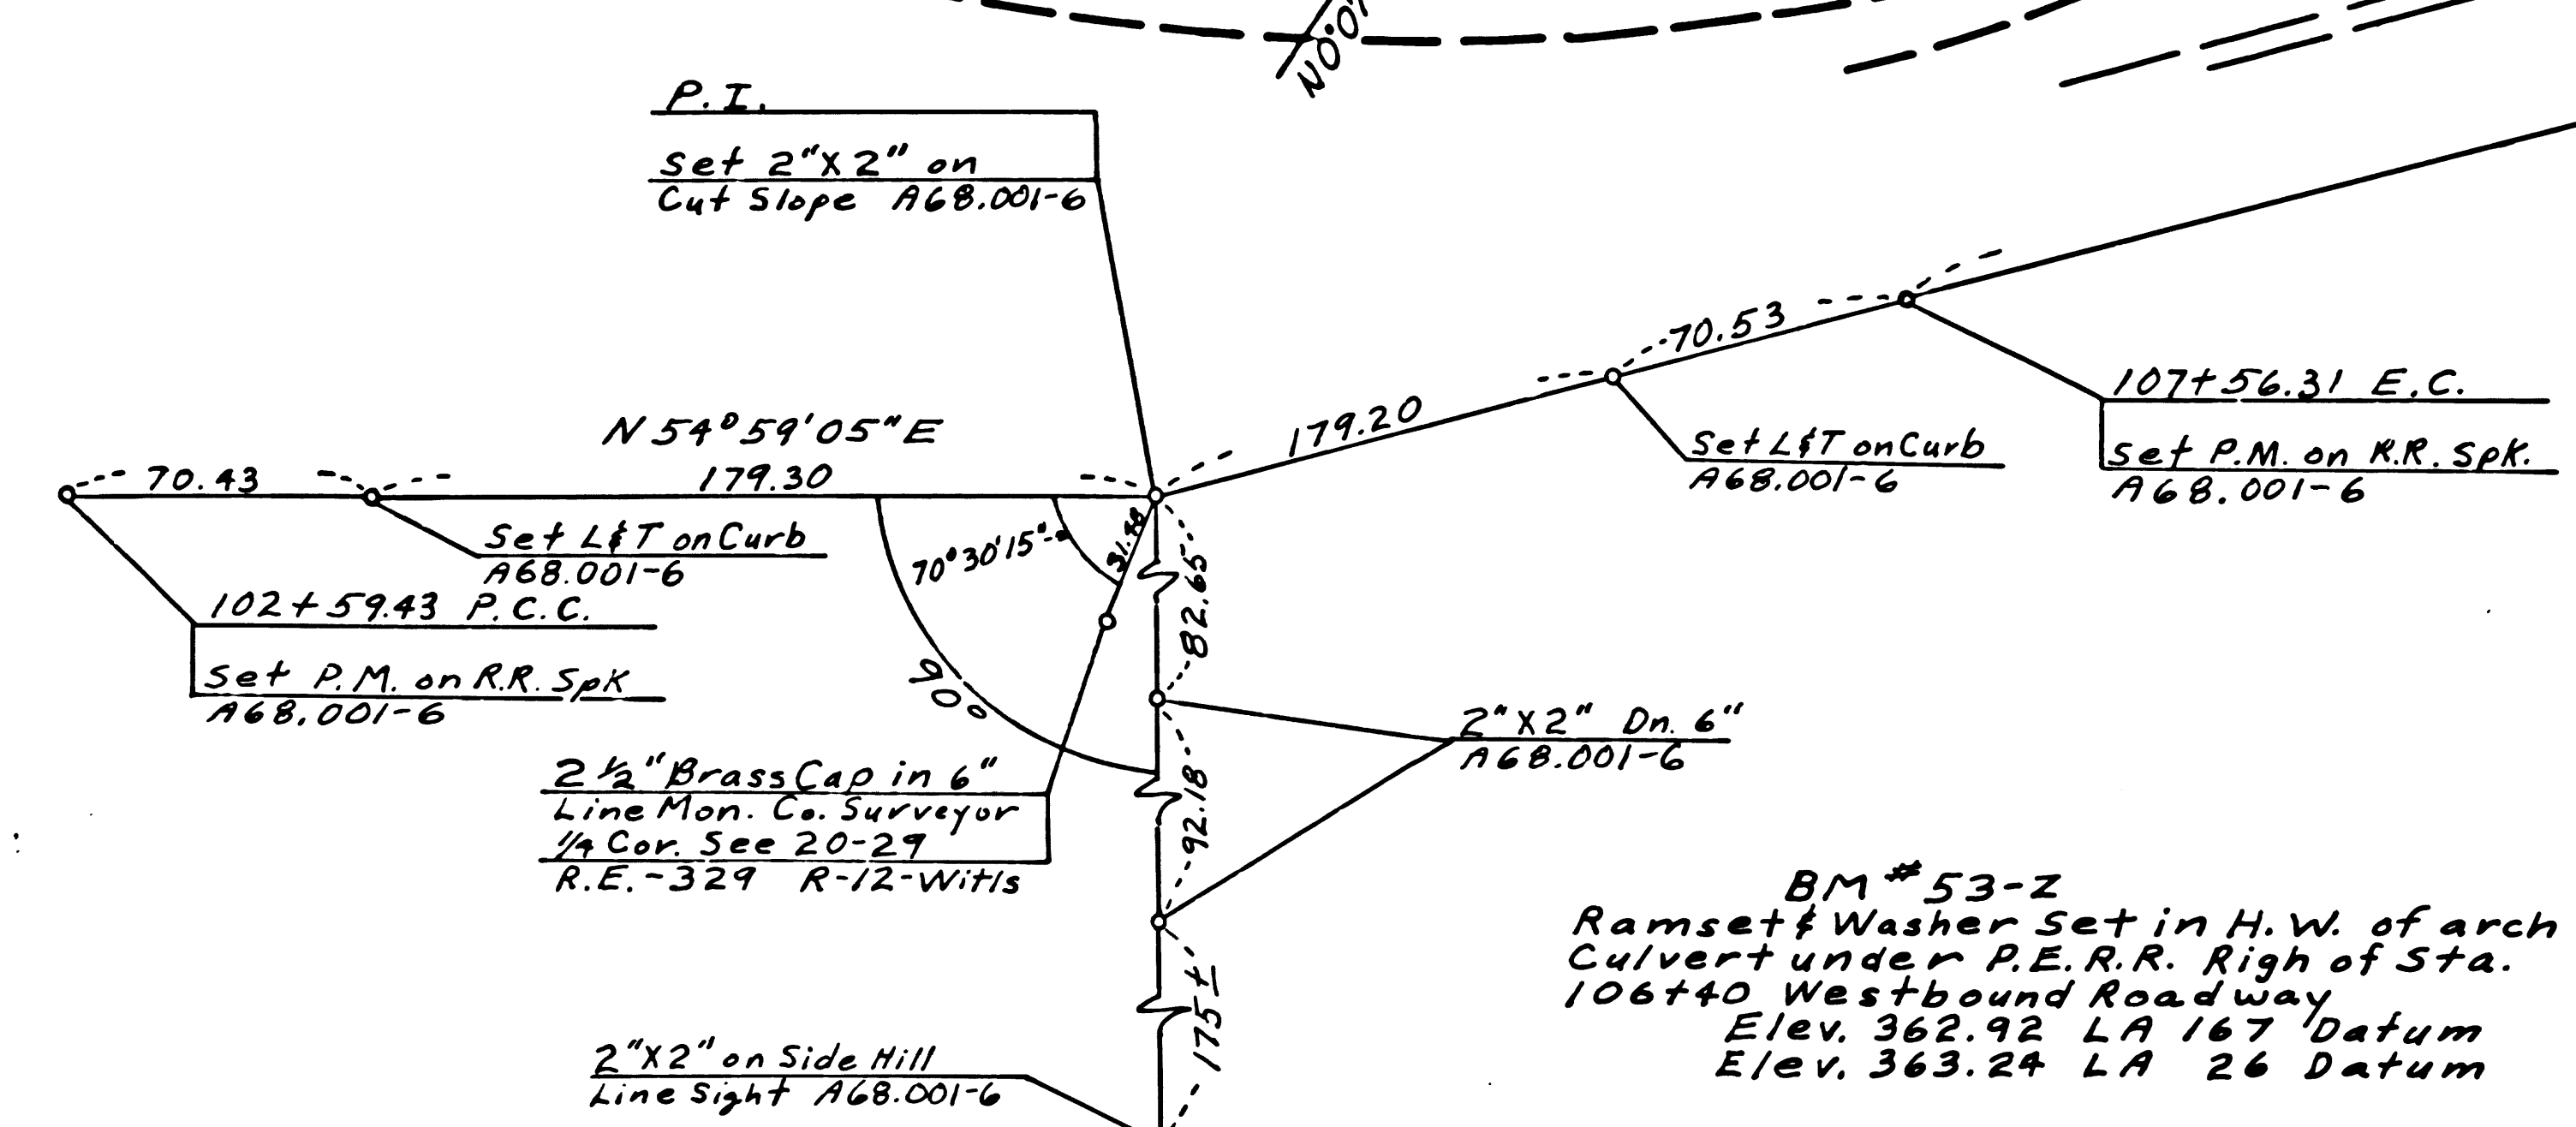 N0°0
P.I.
Set 2"X2" on
Cut Slope A68.001-6
70.53
179.20
107+56.31 E.C.
Set P.M. on R.R. Spk.
A68.001-6
Set L&T on Curb
A68.001-6
N 54°59'05"E
70.43
179.30
Set L&T on Curb
A68.001-6
102+59.43 P.C.C.
Set P.M. on R.R. Spk
A68.001-6
70°30'15"
31.48
82.65
90°
2"X2" Dn. 6"
A68.001-6
2½" Brass Cap in 6"
Line Mon. Co. Surveyor
¼ Cor. See 20-29
R.E.-329 R-12-Witls
92.18
BM #53-Z
Ramset & Washer Set in H.W. of arch
Culvert under P.E.R.R. Righ of Sta.
106+40 Westbound Roadway
Elev. 362.92 LA 167 Datum
Elev. 363.24 LA 26 Datum
175±
2"X2" on Side Hill
Line Sight A68.001-6